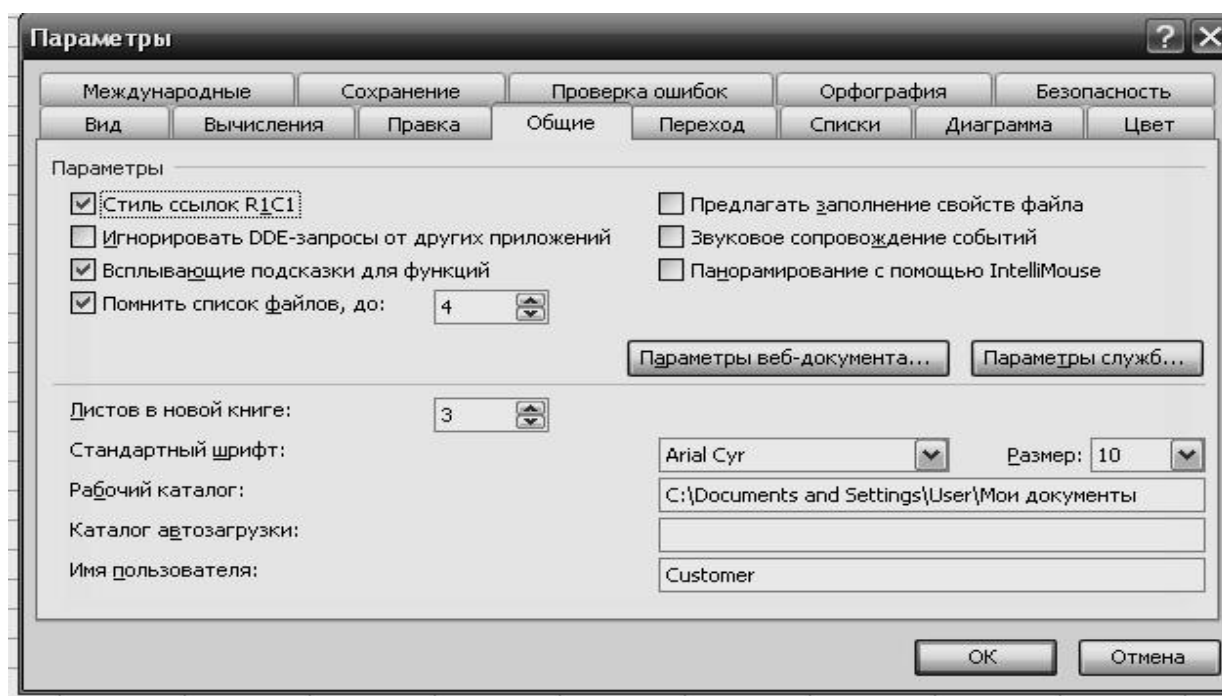 Параметры
Международные Сохранение Проверка ошибок Орфография Безопасность
Вид Вычисления Правка Общие Переход Списки Диаграмма Цвет
Параметры
Стиль ссылок R1C1 Предлагать заполнение свойств файла
Игнорировать DDE-запросы от других приложений Звуковое сопровождение событий
Всплывающие подсказки для функций Панорамирование с помощью IntelliMouse
Помнить список файлов, до: 4
Параметры веб-документа... Параметры служб...
Листов в новой книге: 3
Стандартный шрифт: Arial Cyr Размер: 10
Рабочий каталог: C:\Documents and Settings\User\Мои документы
Каталог автозагрузки:
Имя пользователя: Customer
OK Отмена